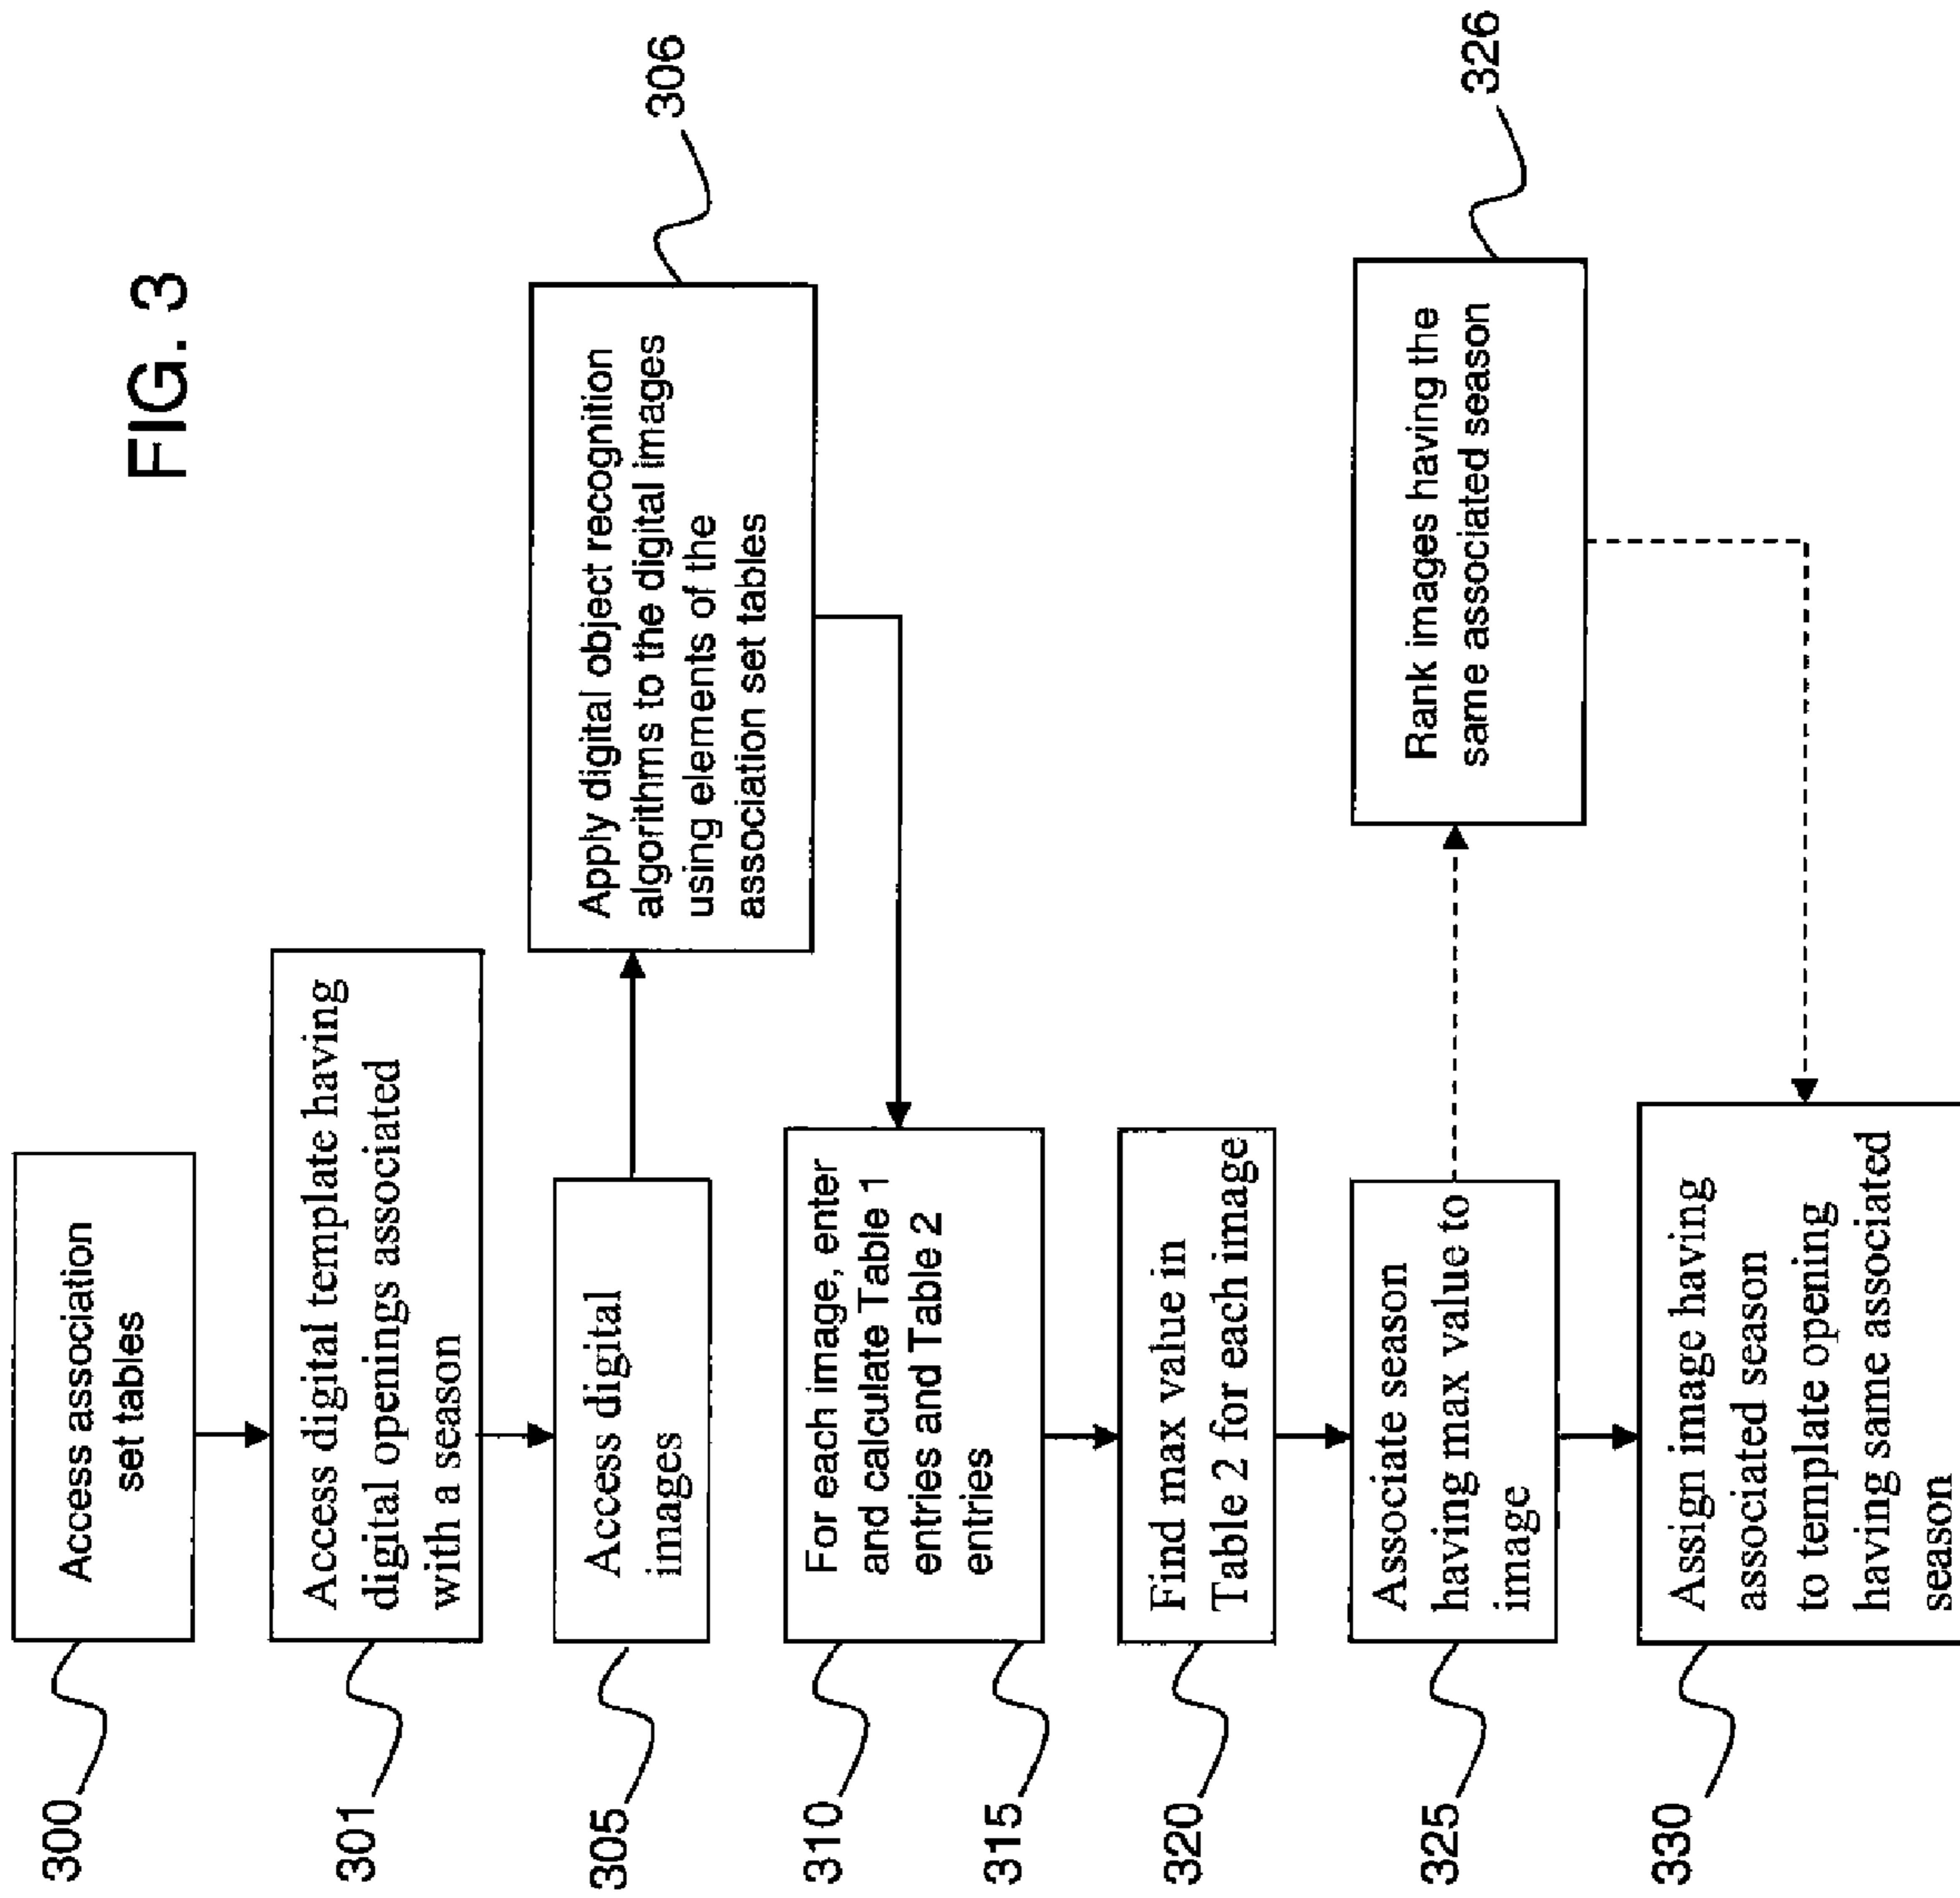 FIG. 3
300
Access association
set tables
301
Access digital template having
digital openings associated
with a season
305
Access digital
images
306
Apply digital object recognition
algorithms to the digital images
using elements of the
association set tables
310
315
For each image, enter
and calculate Table 1
entries and Table 2
entries
320
Find max value in
Table 2 for each image
325
Associate season
having max value to
image
326
Rank images having the
same associated season
330
Assign image having
associated season
to template opening
having same associated
season